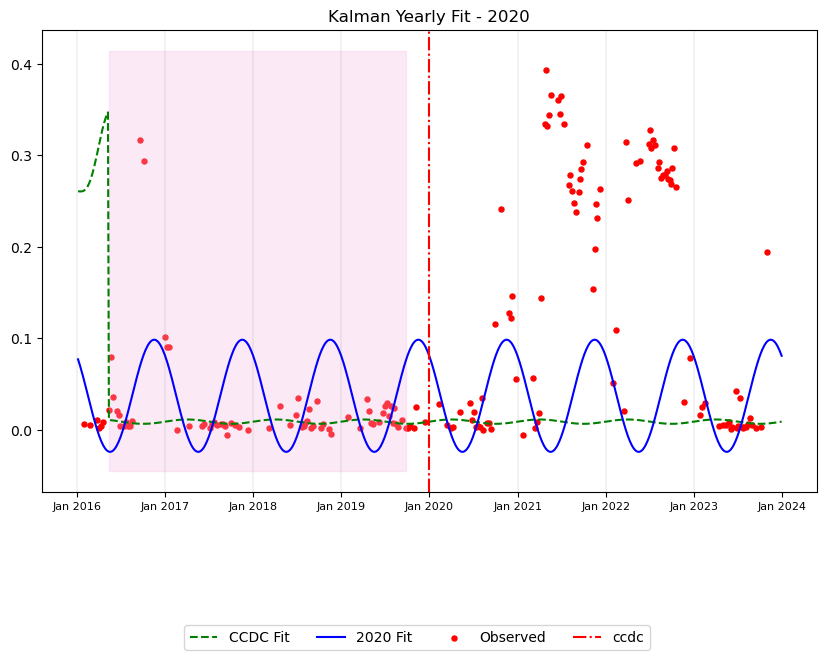 Kalman Yearly Fit - 2020
0.4
0.3
0.2
0.1
0.0
Jan 2016 Jan 2017 Jan 2018 Jan 2019 Jan 2020 Jan 2021 Jan 2022 Jan 2023 Jan 2024
CCDC Fit 2020 Fit Observed ccdc